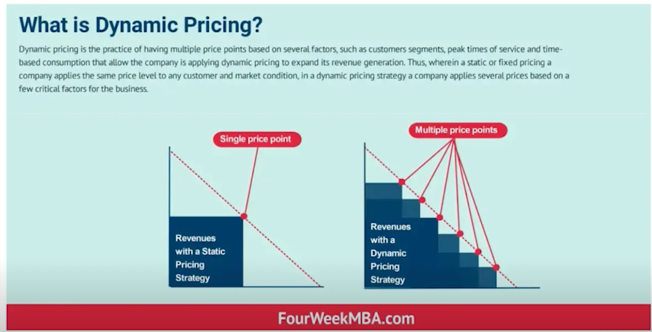 What is Dynamic Pricing?
Dynamic pricing is the practice of having multiple price points based on several factors, such as customers segments, peak times of service and time-
based consumption that allow the company is applying dynamic pricing to expand its revenue generation. Thus, wherein a static or fixed pricing a
company applies the same price level to any customer and market condition, in a dynamic pricing strategy a company applies several prices based on a
few critical factors for the business.
Single price point
Multiple price points
Revenues
with a Static
Pricing
Strategy
Revenues
with a
Dynamic
Pricing
Strategy
FourWeekMBA.com